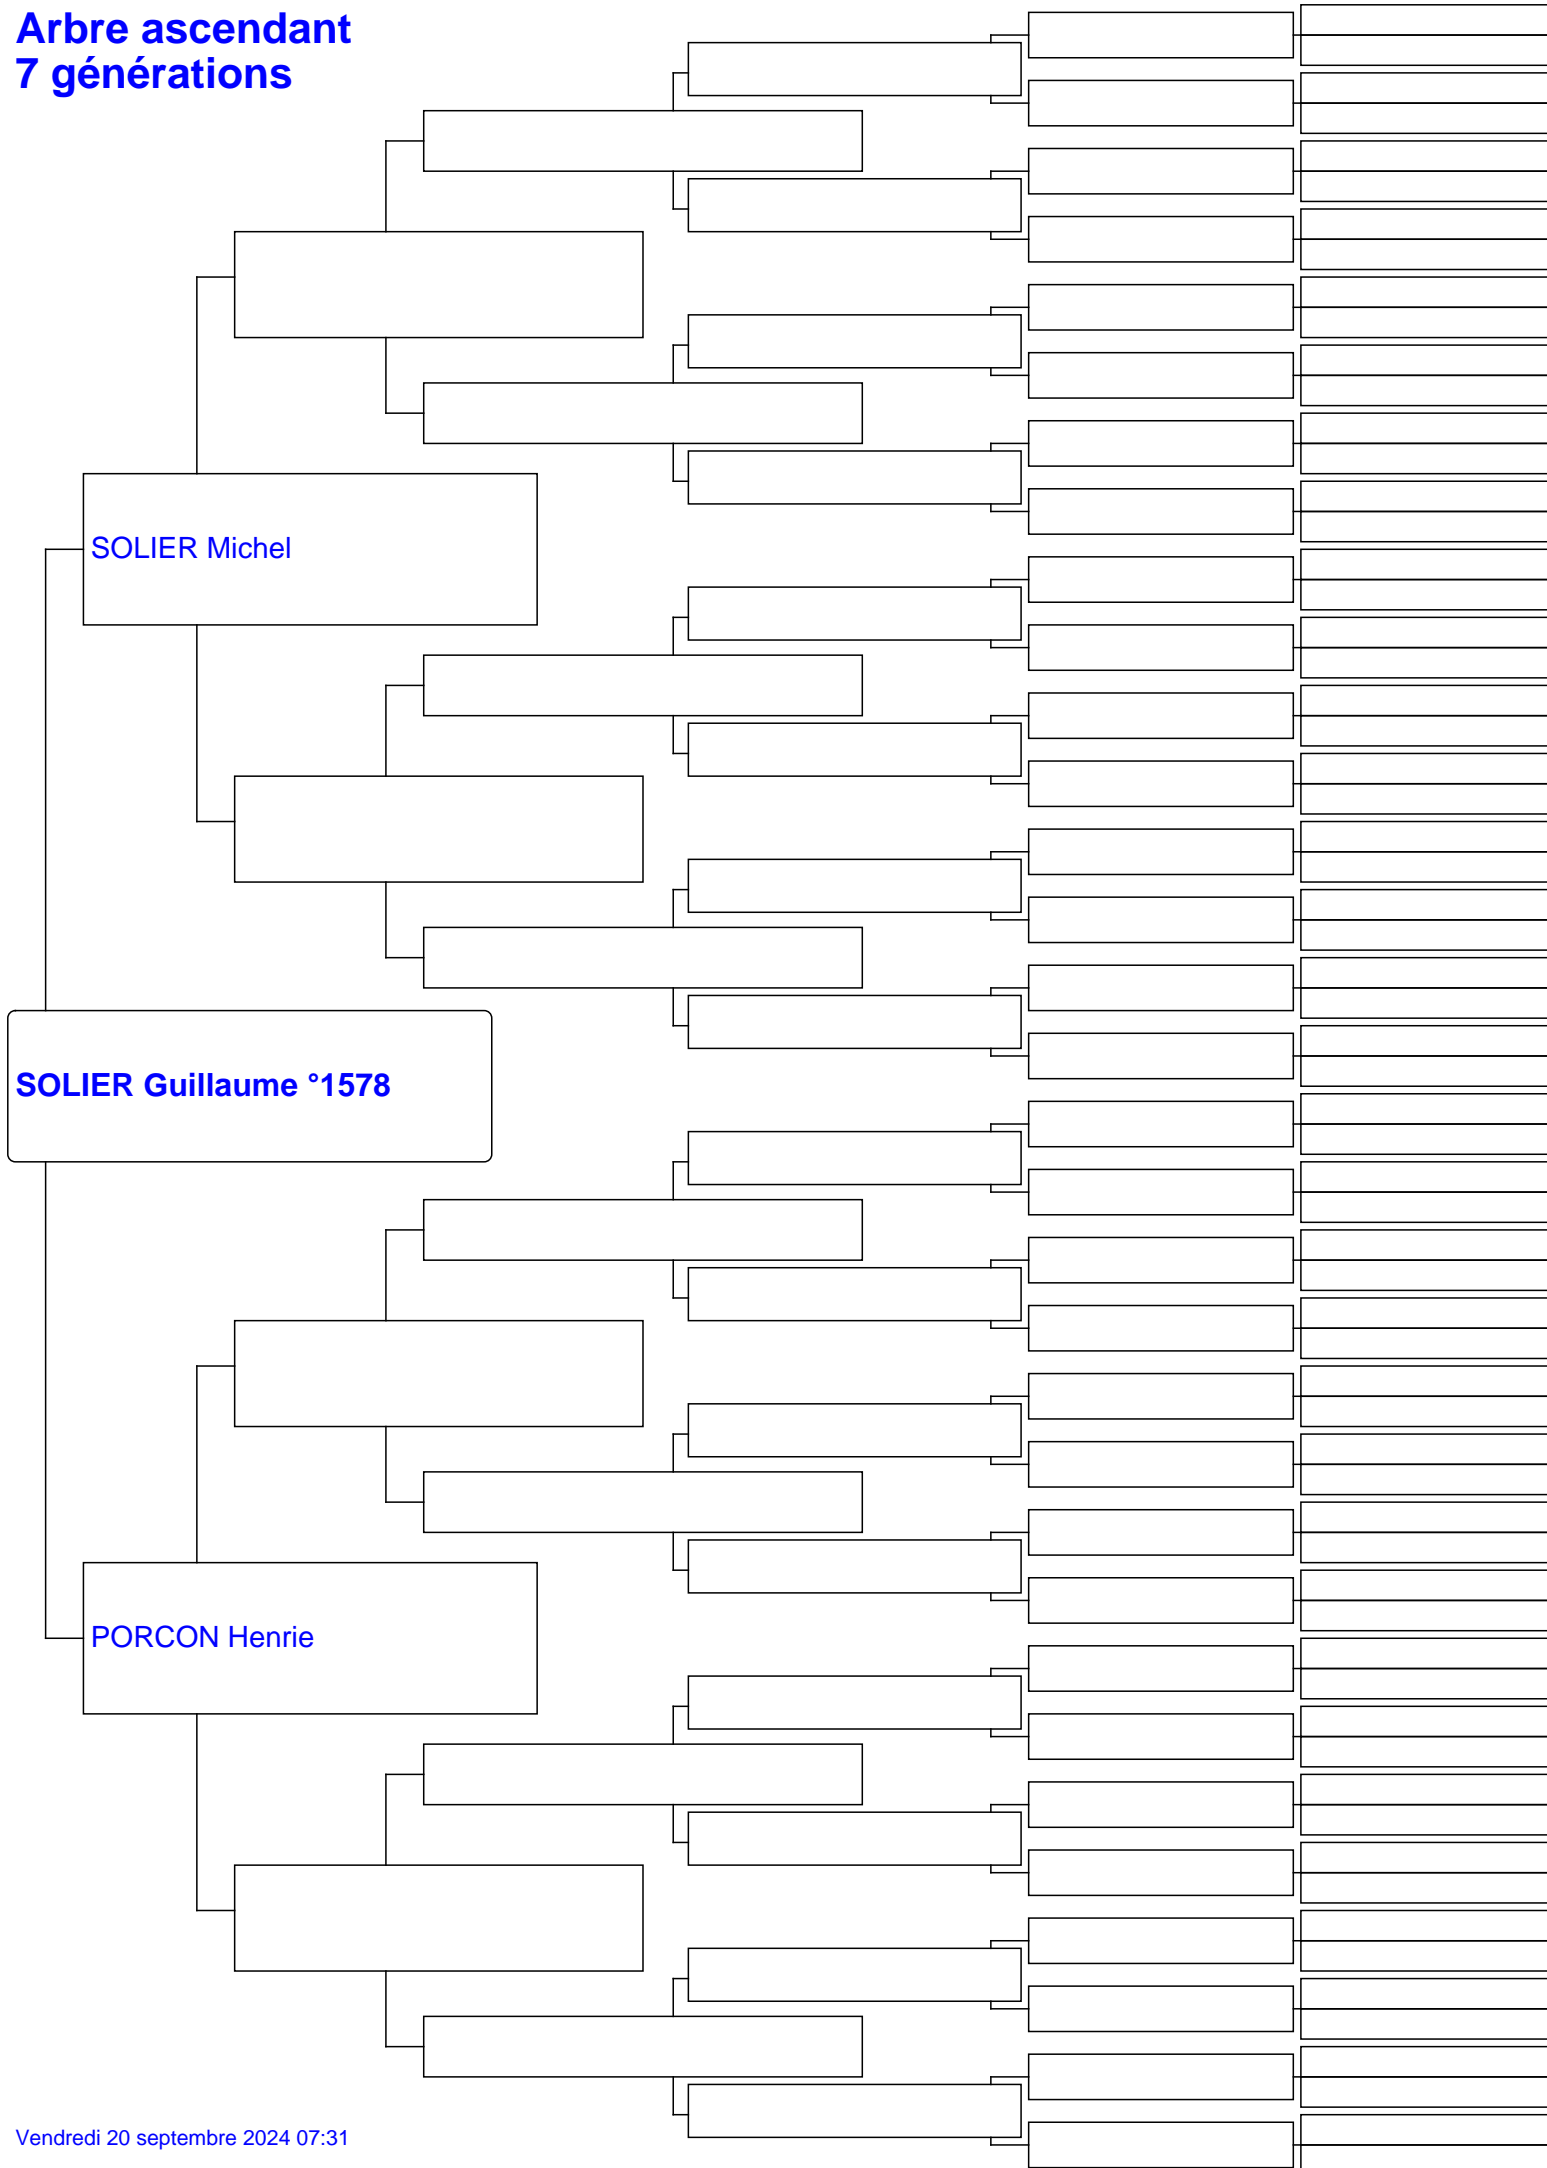 Arbre ascendant
7 générations
SOLIER Michel
SOLIER Guillaume °1578
PORCON Henrie
Vendredi 20 septembre 2024 07:31